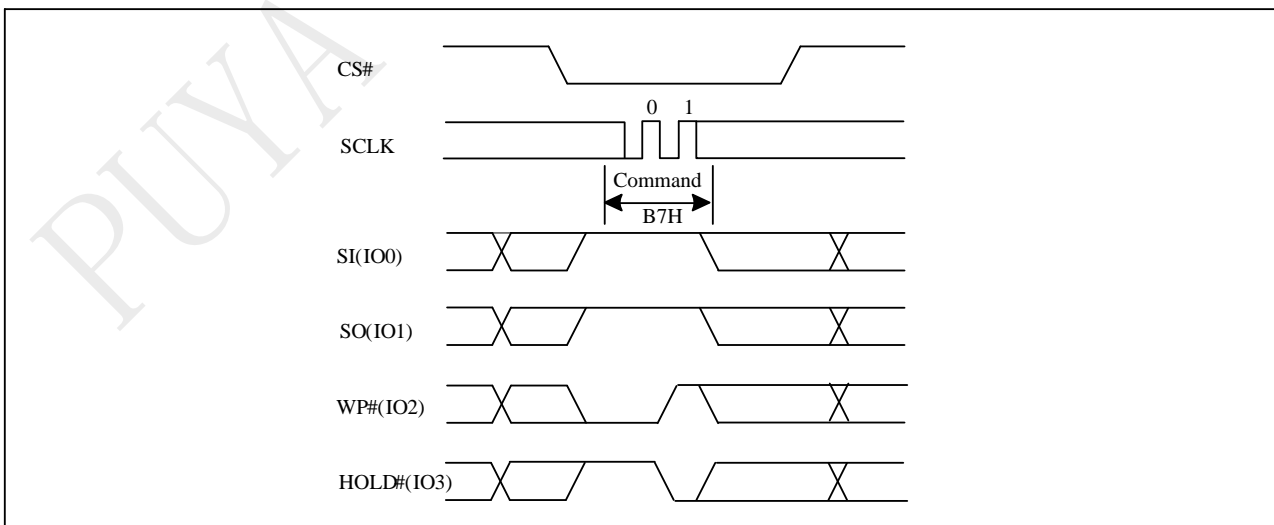 PUYA
CS#
0 1
SCLK
Command
B7H
SI(IO0)
SO(IO1)
WP#(IO2)
HOLD#(IO3)